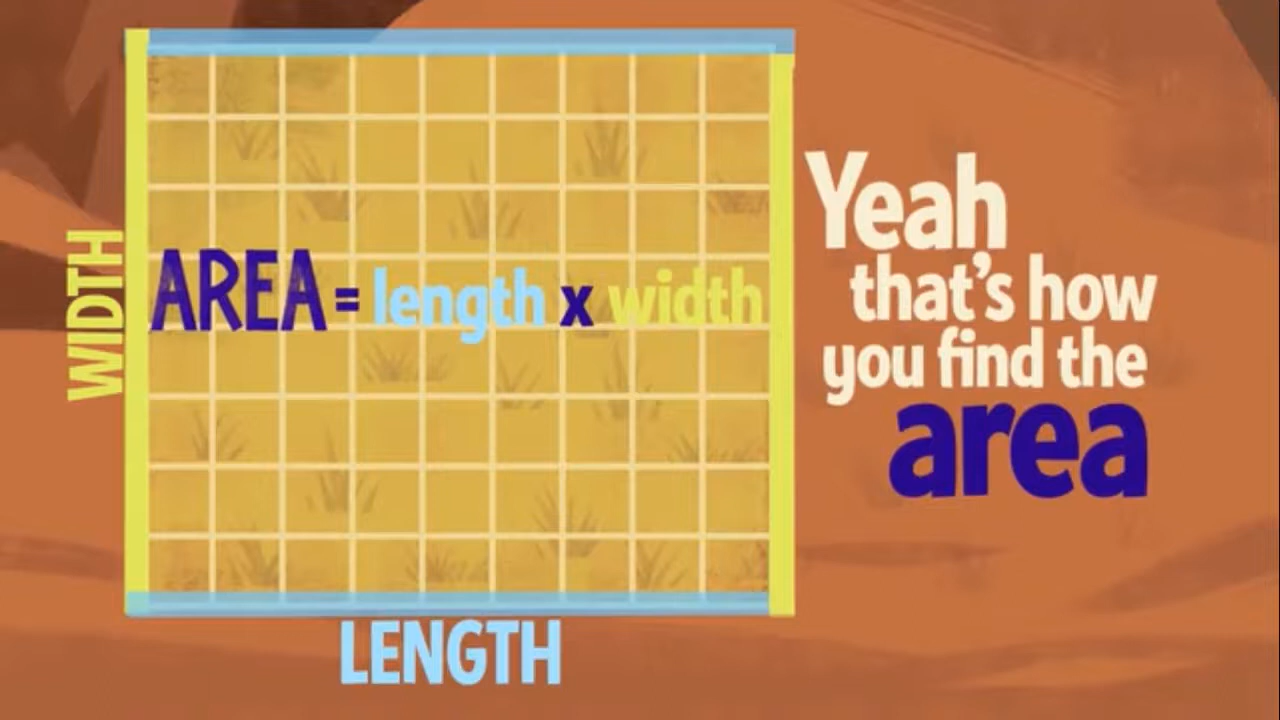 WIDTH
AREA = length x width
LENGTH
Yeah
that's how
you find the
area